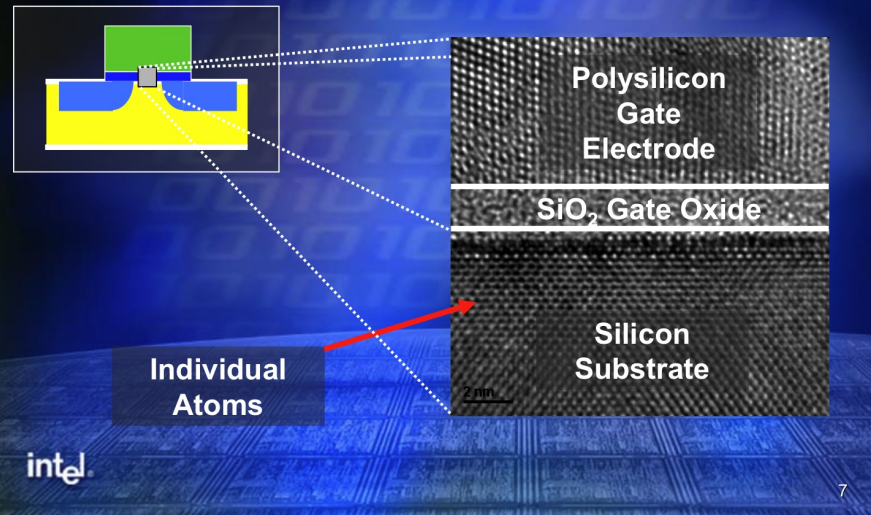 Polysilicon
Gate
Electrode
SiO₂ Gate Oxide
Individual
Atoms
Silicon
Substrate
2 nm
intel.
7